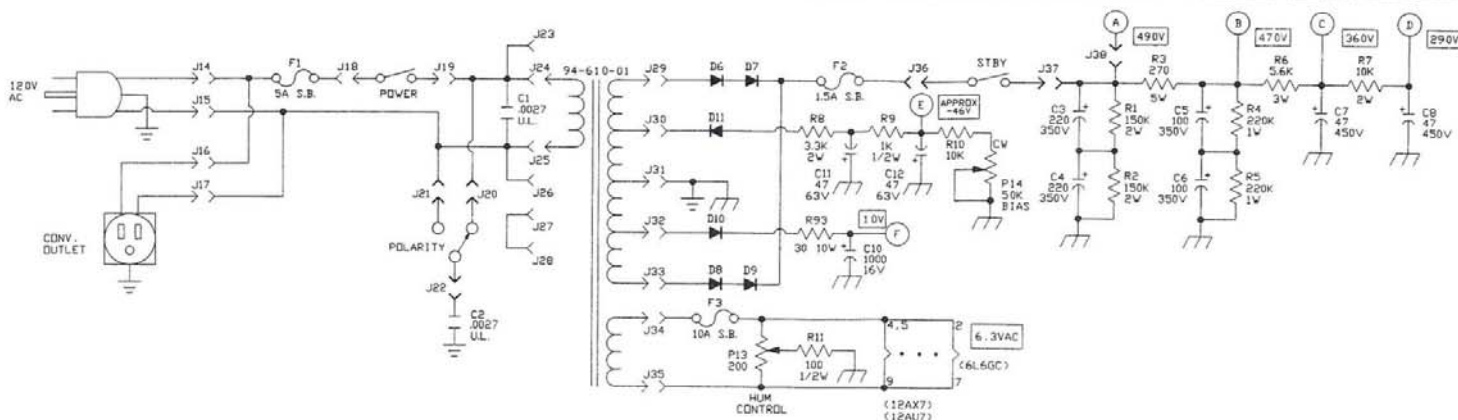 120V
AC
J14
J15
J16
J17
CONV.
OUTLET
F1
5A S.B.
J18
POWER
J19
J23
J24
94-610-01
C1
.0027
U.L.
J25
J26
J27
J28
J21
J20
POLARITY
J22
C2
.0027
U.L.
J29
J30
J31
J32
J33
J34
J35
D6
D7
D11
D10
D8
D9
F2
1.5A S.B.
J36
STBY
J37
E
APPROX
-46V
R8
3.3K
2W
R9
1K
1/2W
R10
10K
CW
C11
47
63V
C12
47
63V
P14
50K
BIAS
R93
30 10W
10V
F
C10
1000
16V
F3
10A S.B.
P13
200
R11
100
1/2W
HUM
CONTROL
4,5
2
9
7
6.3VAC
(6L6GC)
(12AX7)
(12AU7)
A
490V
J38
R3
270
5W
B
470V
R6
5.6K
3W
C
360V
R7
10K
2W
D
290V
C3
220
350V
R1
150K
2W
C5
100
350V
R4
220K
1W
C7
47
450V
C8
47
450V
C4
220
350V
R2
150K
2W
C6
100
350V
R5
220K
1W